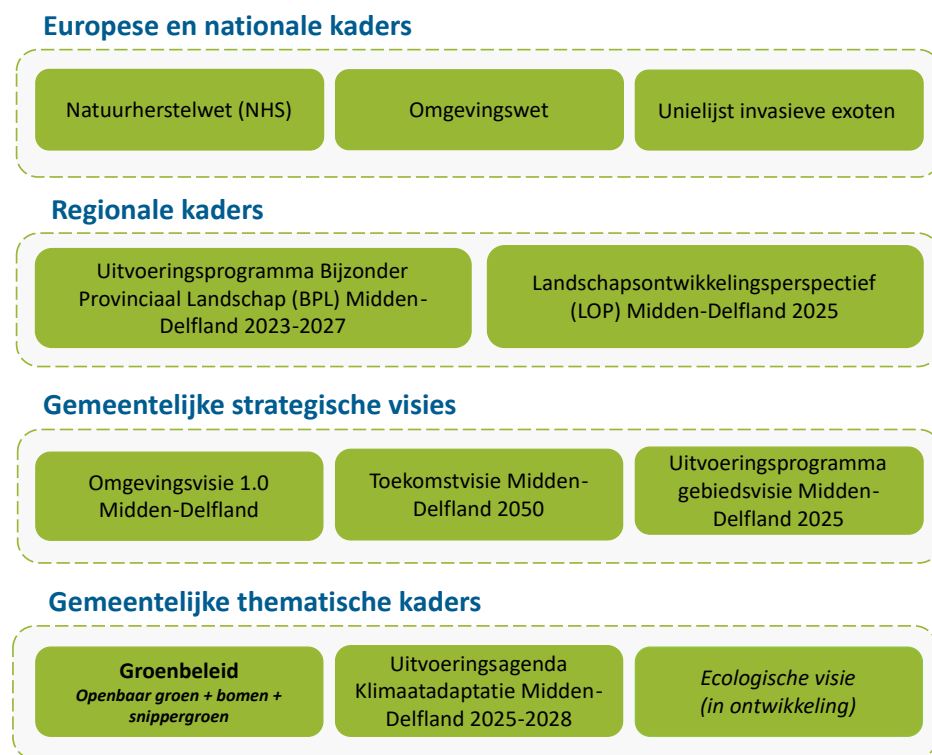 Europese en nationale kaders
Natuurherstelwet (NHS)
Omgevingswet
Unielijst invasieve exoten
Regionale kaders
Uitvoeringsprogramma Bijzonder
Provinciaal Landschap (BPL) Midden-
Delfland 2023-2027
Landschapsontwikkelingsperspectief
(LOP) Midden-Delfland 2025
Gemeentelijke strategische visies
Omgevingsvisie 1.0
Midden-Delfland
Toekomstvisie Midden-
Delfland 2050
Uitvoeringsprogramma
gebiedsvisie Midden-
Delfland 2025
Gemeentelijke thematische kaders
Groenbeleid
Openbaar groen + bomen +
snippergroen
Uitvoeringsagenda
Klimaatadaptatie Midden-
Delfland 2025-2028
Ecologische visie
(in ontwikkeling)